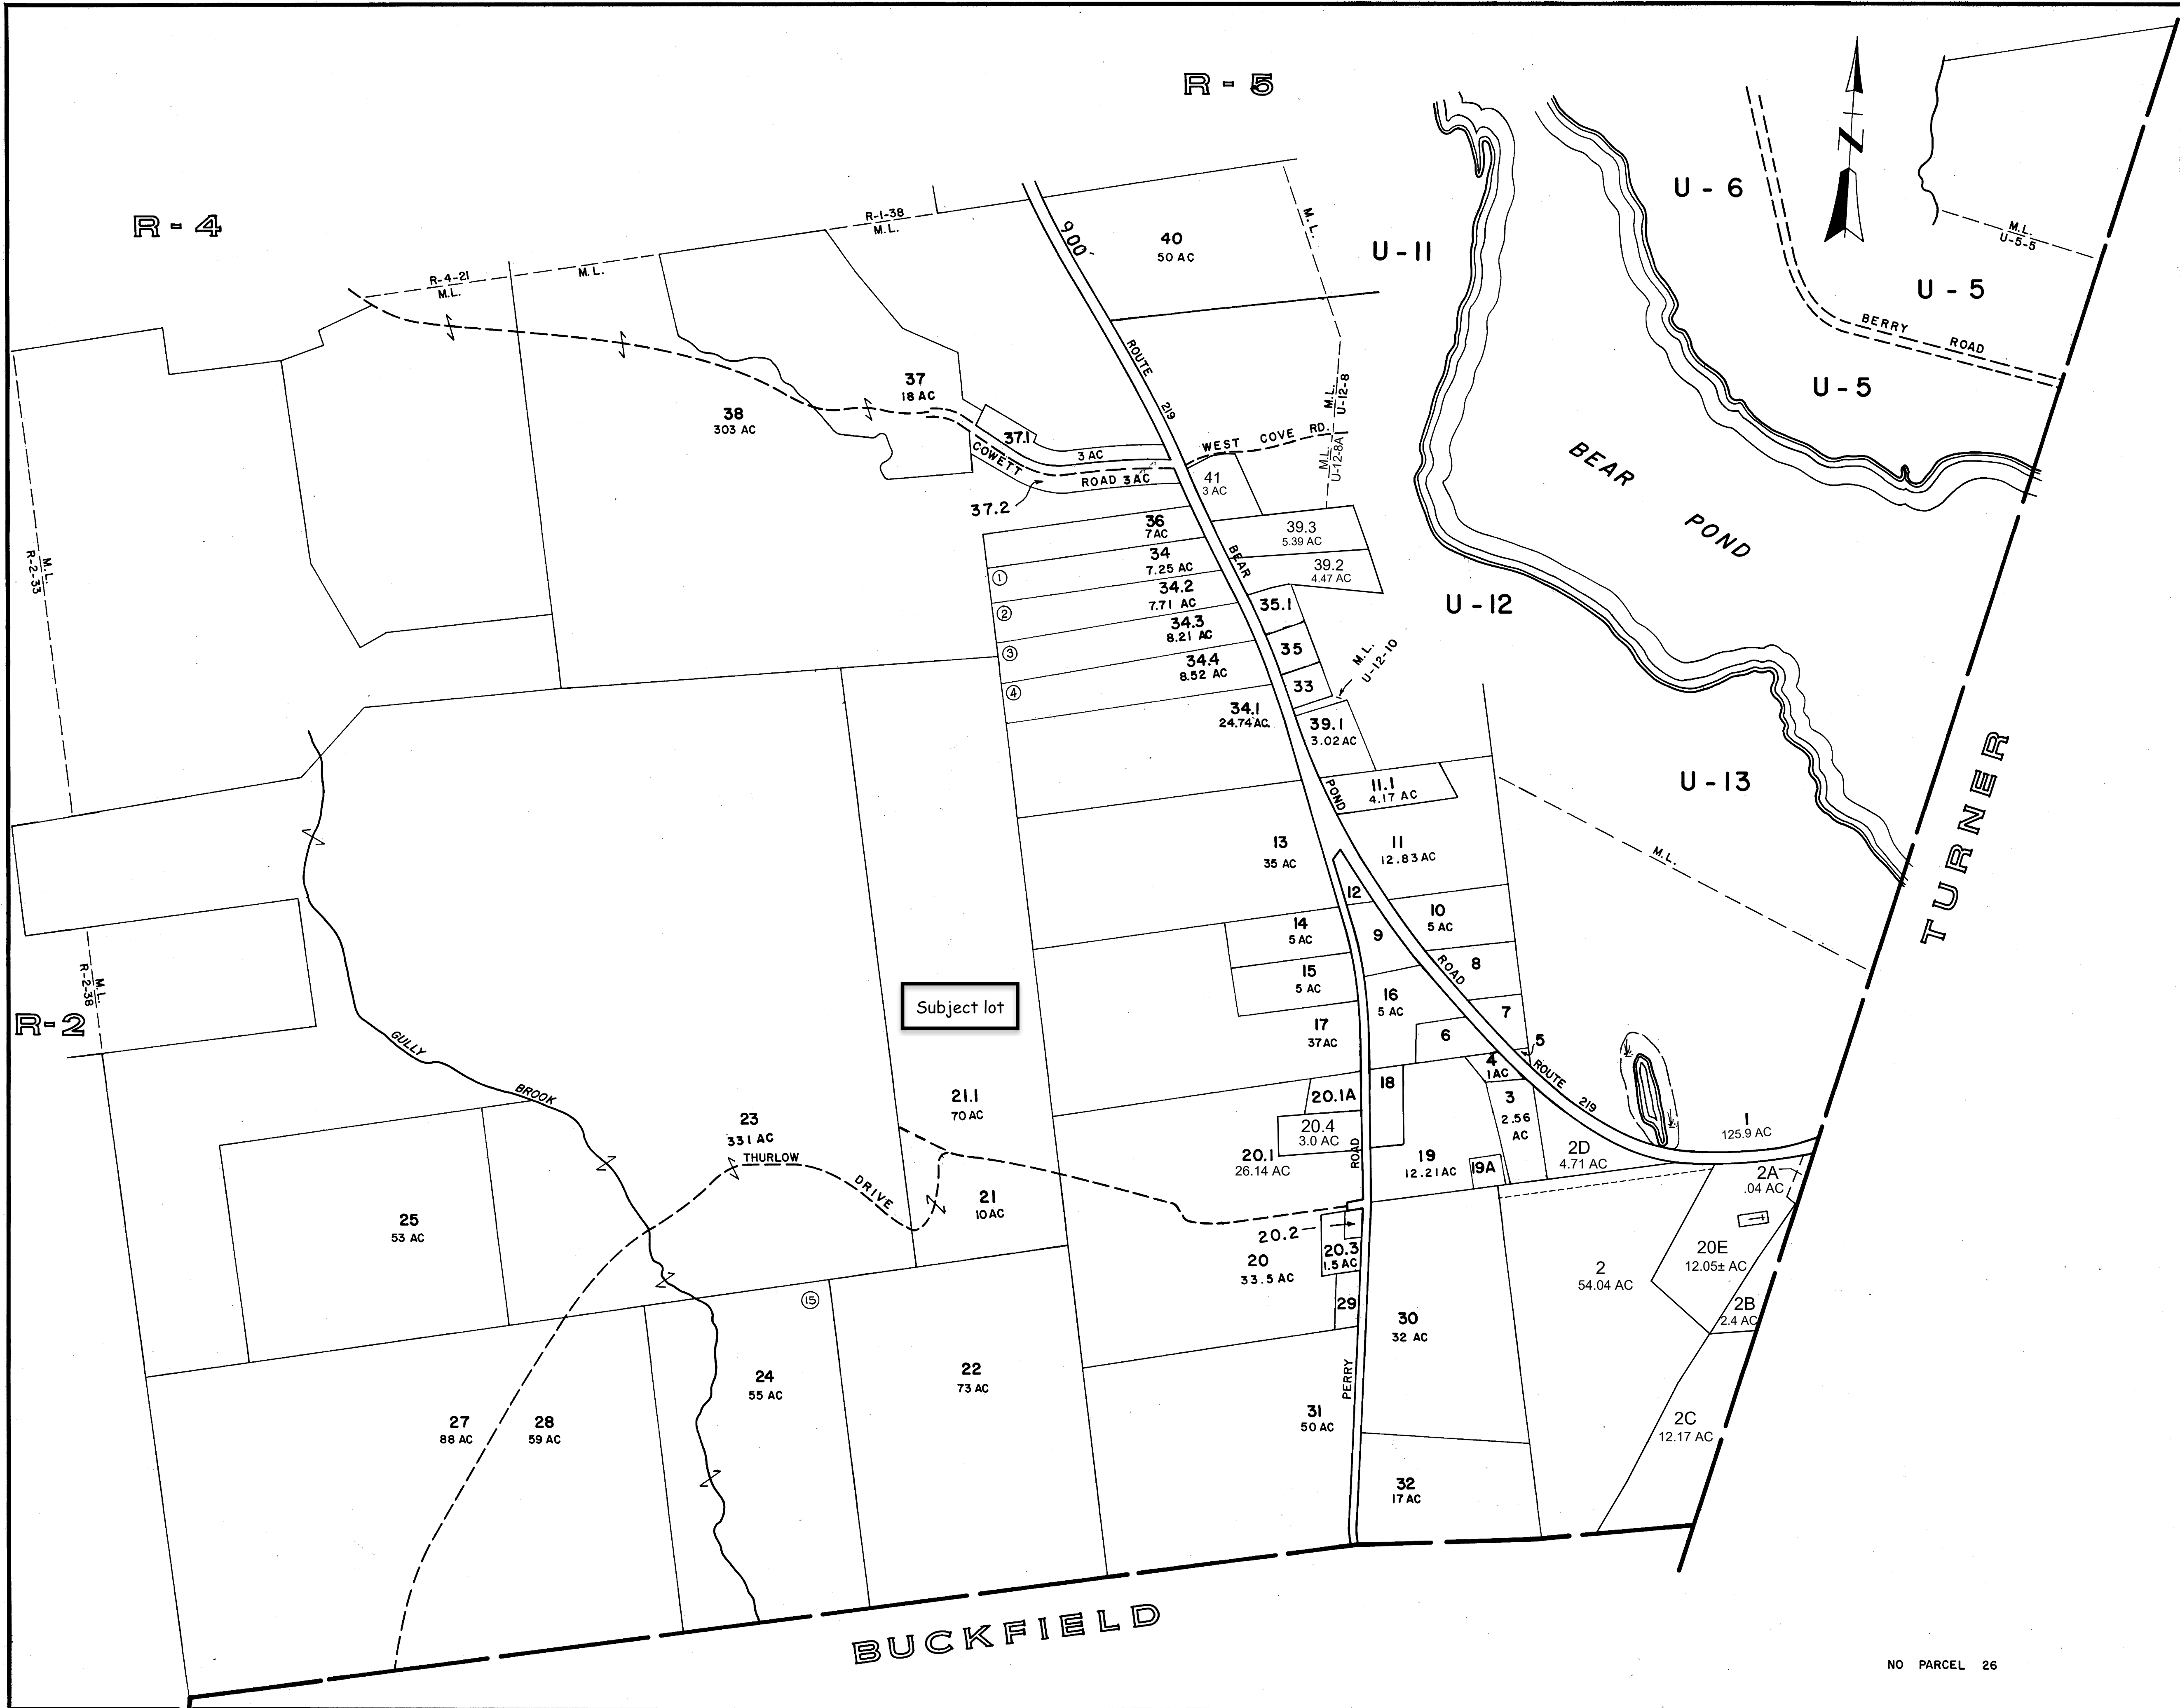 R - 5
R - 4
U - 6
N
U - 11
U - 5
M.L.
U-5-5
BERRY ROAD
U - 5
R-1-38
M.L.
R-4-21
M.L.
M.L.
900'
40
50 AC
M.L.
ROUTE
219
37
18 AC
38
303 AC
37.1
3 AC
COWETT
ROAD 3 AC
37.2
WEST COVE RD.
M.L.
U-12-8
M.L.
U-12-8A
41
3 AC
BEAR
POND
M.L.
R-2-33
36
7 AC
39.3
5.39 AC
34
7.25 AC
BEAR
39.2
4.47 AC
1
34.2
7.71 AC
35.1
U - 12
2
34.3
8.21 AC
35
3
34.4
8.52 AC
33
M.L.
U-12-10
4
34.1
24.74 AC.
39.1
3.02 AC
U - 13
TURNER
POND
11.1
4.17 AC
13
35 AC
11
12.83 AC
M.L.
12
10
5 AC
14
5 AC
9
15
5 AC
ROAD
8
M.L.
R-2-38
R - 2
Subject lot
16
5 AC
7
17
37 AC
6
5
GULLY
BROOK
4
1 AC
ROUTE
219
18
20.1A
3
2.56
AC
1
125.9 AC
21.1
70 AC
23
331 AC
THURLOW
DRIVE
20.4
3.0 AC
20.1
26.14 AC
ROAD
19
12.21 AC
19A
2D
4.71 AC
2A
.04 AC
21
10 AC
25
53 AC
20.2
20.3
1.5 AC
20
33.5 AC
2
54.04 AC
20E
12.05± AC
15
29
30
32 AC
2B
2.4 AC
24
55 AC
22
73 AC
PERRY
27
88 AC
28
59 AC
31
50 AC
2C
12.17 AC
32
17 AC
BUCKFIELD
NO PARCEL 26